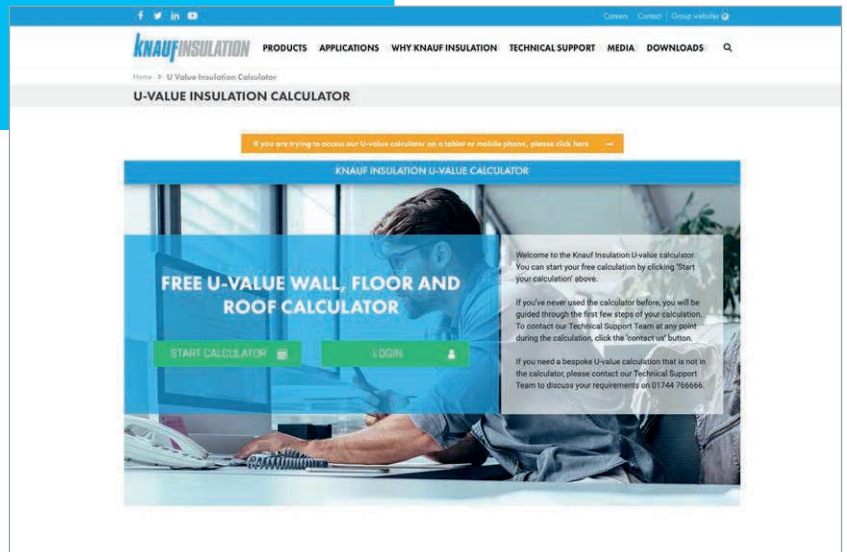 Careers Contact | Group websites
KNAUFINSULATION PRODUCTS APPLICATIONS WHY KNAUF INSULATION TECHNICAL SUPPORT MEDIA DOWNLOADS
Home > U Value Insulation Calculator
U-VALUE INSULATION CALCULATOR
If you are trying to access our U-value calculator on a tablet or mobile phone, please click here →
KNAUF INSULATION U-VALUE CALCULATOR
FREE U-VALUE WALL, FLOOR AND
ROOF CALCULATOR
START CALCULATOR
LOGIN
Welcome to the Knauf Insulation U-value calculator.
You can start your free calculation by clicking 'Start
your calculation' above.
If you've never used the calculator before, you will be
guided through the first few steps of your calculation.
To contact our Technical Support Team at any point
during the calculation, click the 'contact us' button.
If you need a bespoke U-value calculation that is not in
the calculator, please contact our Technical Support
Team to discuss your requirements on 01744 766666.